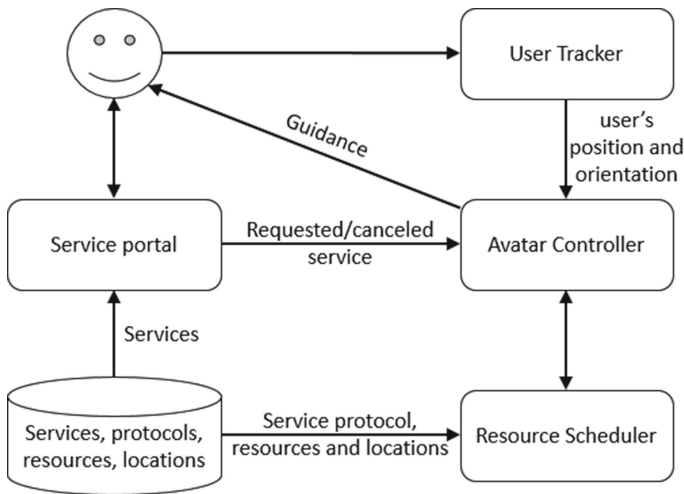 User Tracker
Guidance
user's
position and
orientation
Service portal
Requested/canceled
service
Avatar Controller
Services
Services, protocols,
resources, locations
Service protocol,
resources and locations
Resource Scheduler